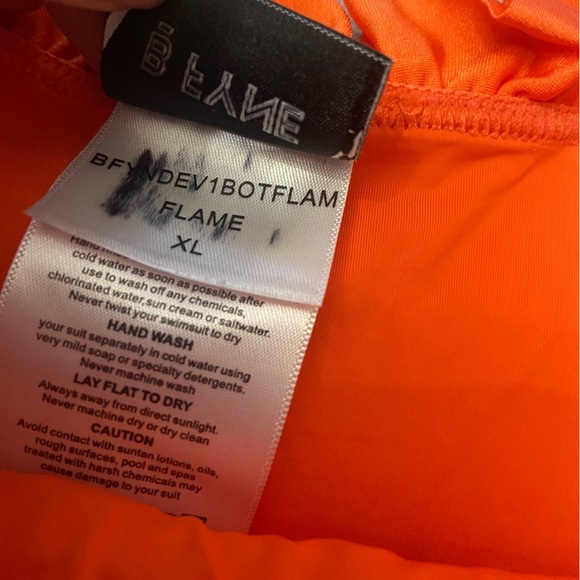 B FYNE
BFYNDEV1BOTFLAM
FLAME
XL
Hand
cold water as soon as possible after
use to wash off any chemicals,
chlorinated water, sun cream or saltwater.
Never twist your swimsuit to dry
HAND WASH
your suit separately in cold water using
very mild soap or specialty detergents.
Never machine wash
LAY FLAT TO DRY
Always away from direct sunlight.
Never machine dry or dry clean
CAUTION
Avoid contact with suntan lotions, oils,
rough surfaces, pool and spas
treated with harsh chemicals may
cause damage to your suit